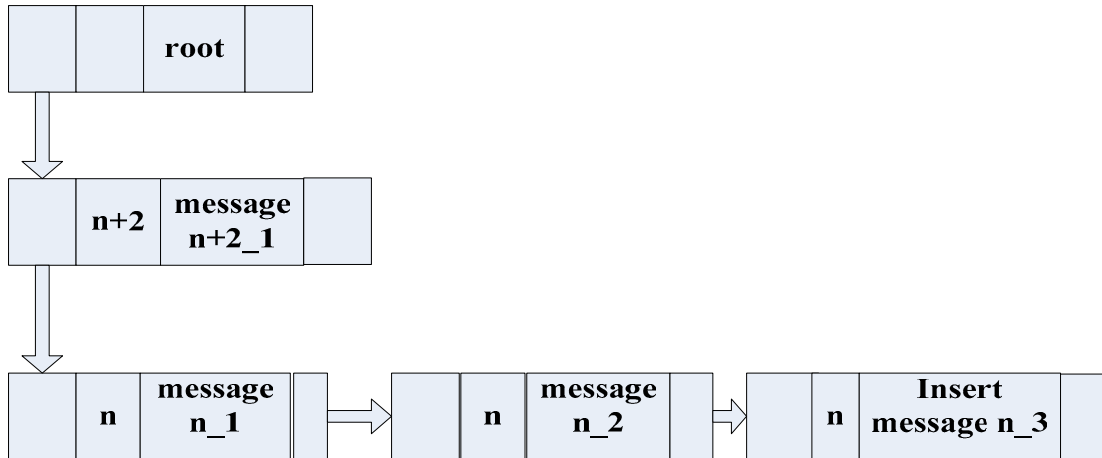 root
n+2
message
n+2_1
n
message
n_1
n
message
n_2
n
Insert
message n_3